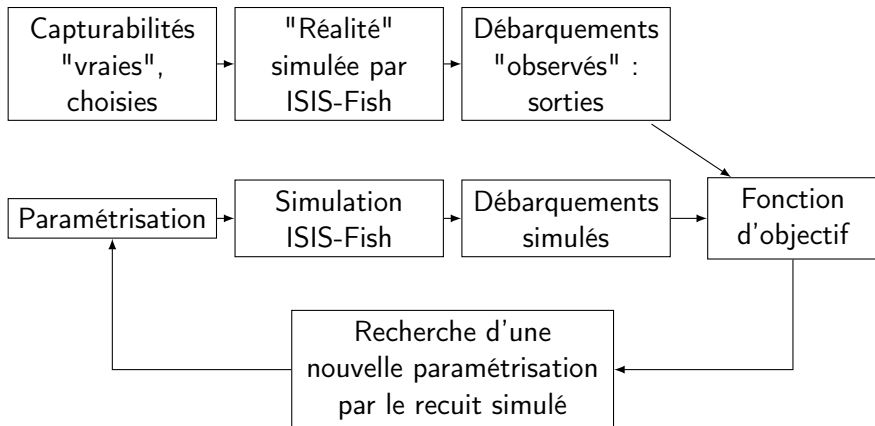 Capturabilités
"vraies",
choisies
"Réalité"
simulée par
ISIS-Fish
Débarquements
"observés" :
sorties
Paramétrisation
Simulation
ISIS-Fish
Débarquements
simulés
Fonction
d'objectif
Recherche d'une
nouvelle paramétrisation
par le recuit simulé